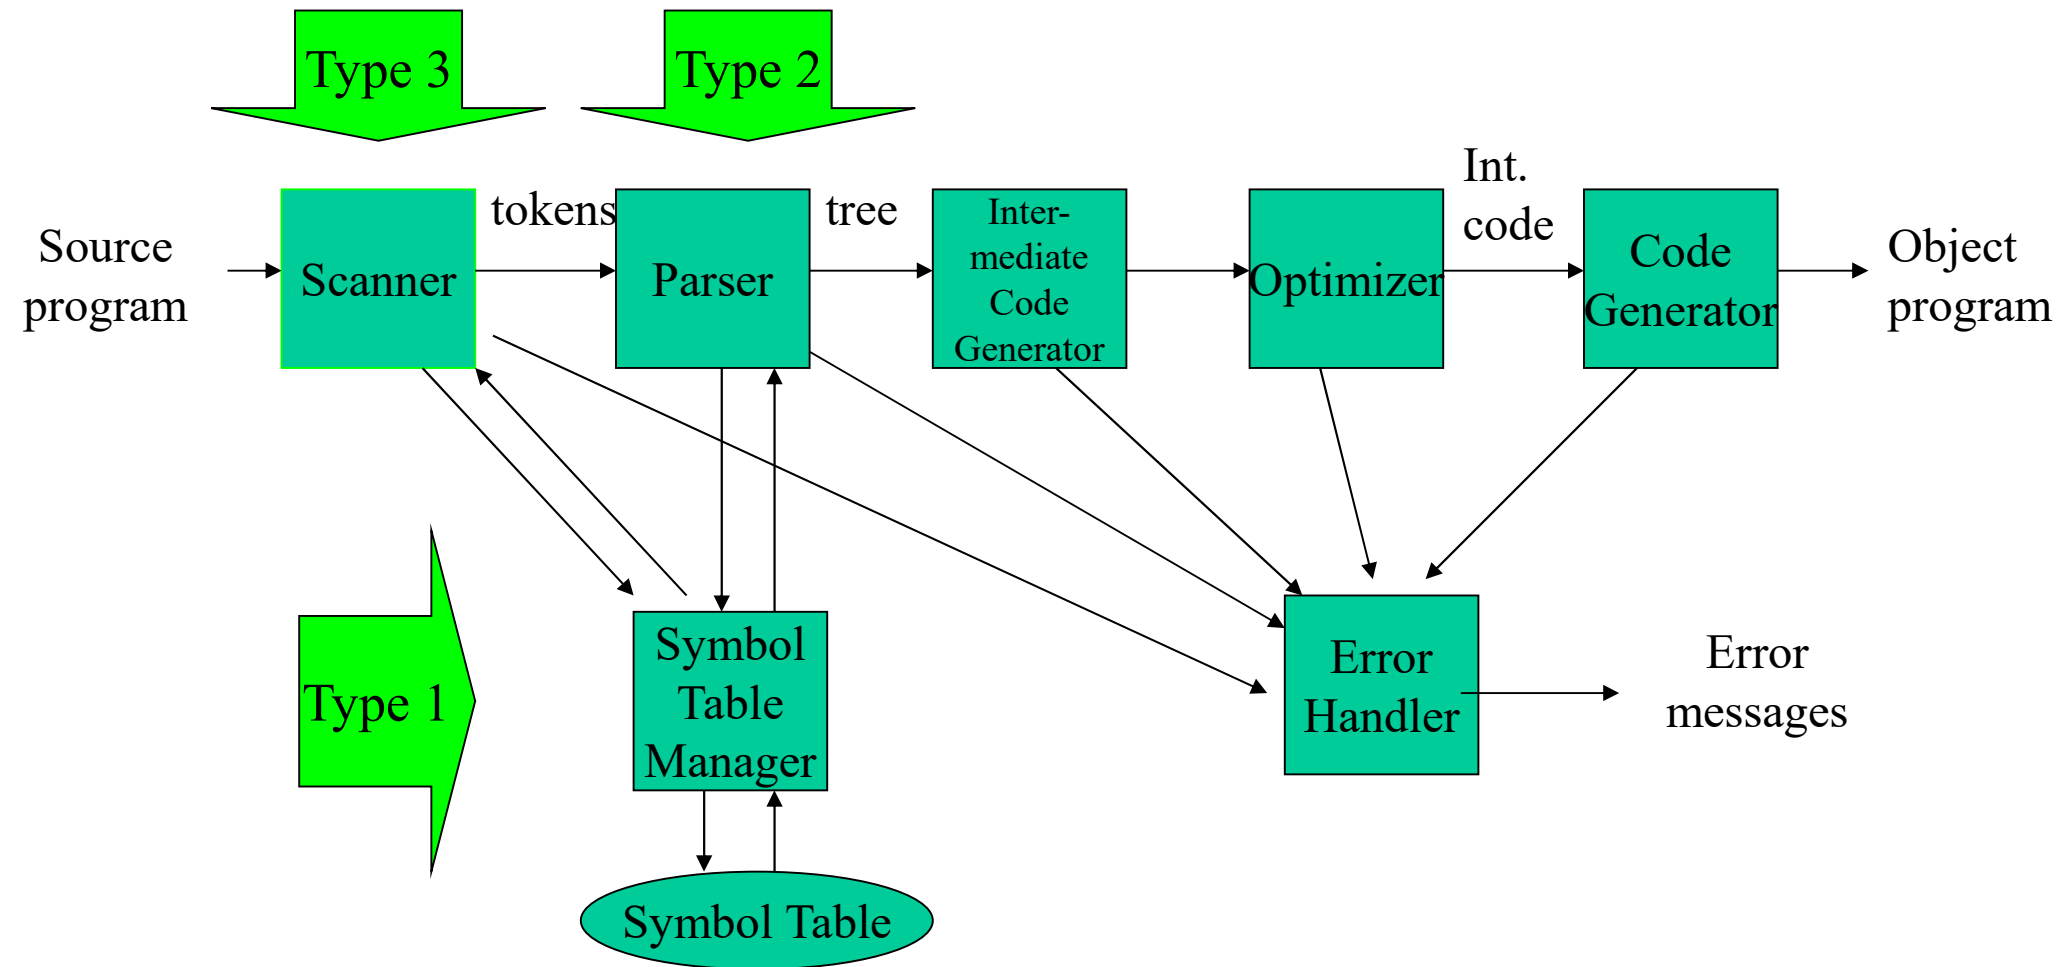 Type 3
Type 2
Source
program
Scanner
tokens
Parser
tree
Inter-
mediate
Code
Generator
Optimizer
Int.
code
Code
Generator
Object
program
Type 1
Symbol
Table
Manager
Error
Handler
Error
messages
Symbol Table